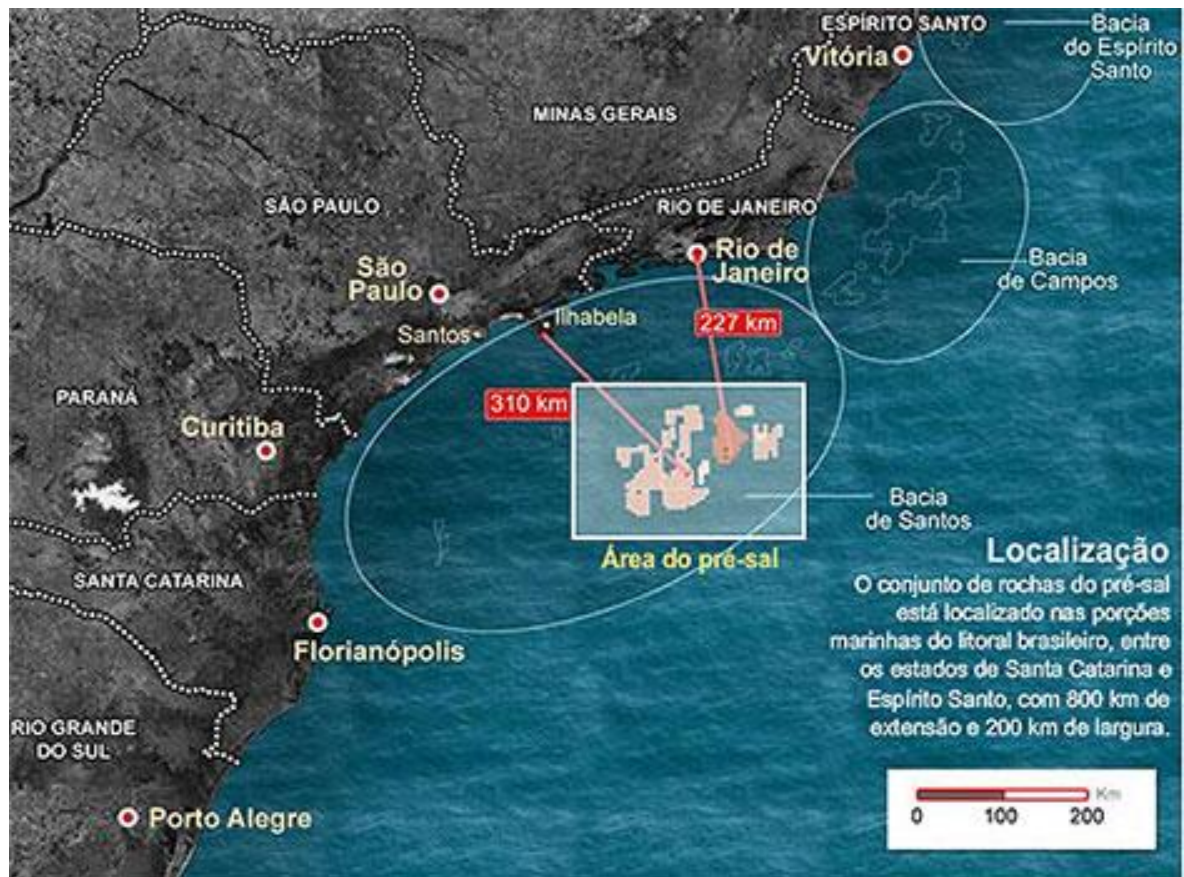 ESPÍRITO SANTO
Vitória
Bacia
do Espírito
Santo
MINAS GERAIS
SÃO PAULO
RIO DE JANEIRO
Rio de
Janeiro
São
Paulo
Bacia
de Campos
Ilhabela
Santos
227 km
310 km
PARANÁ
Curitiba
Bacia
de Santos
Área do pré-sal
SANTA CATARINA
Florianópolis
Localização
O conjunto de rochas do pré-sal
está localizado nas porções
marinhas do litoral brasileiro, entre
os estados de Santa Catarina e
Espírito Santo, com 800 km de
extensão e 200 km de largura.
RIO GRANDE
DO SUL
Porto Alegre
Km
0 100 200